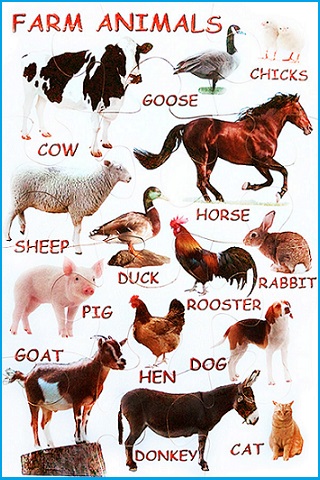 FARM ANIMALS
CHICKS
GOOSE
COW
HORSE
SHEEP
DUCK
RABBIT
ROOSTER
PIG
GOAT
HEN
DOG
DONKEY
CAT